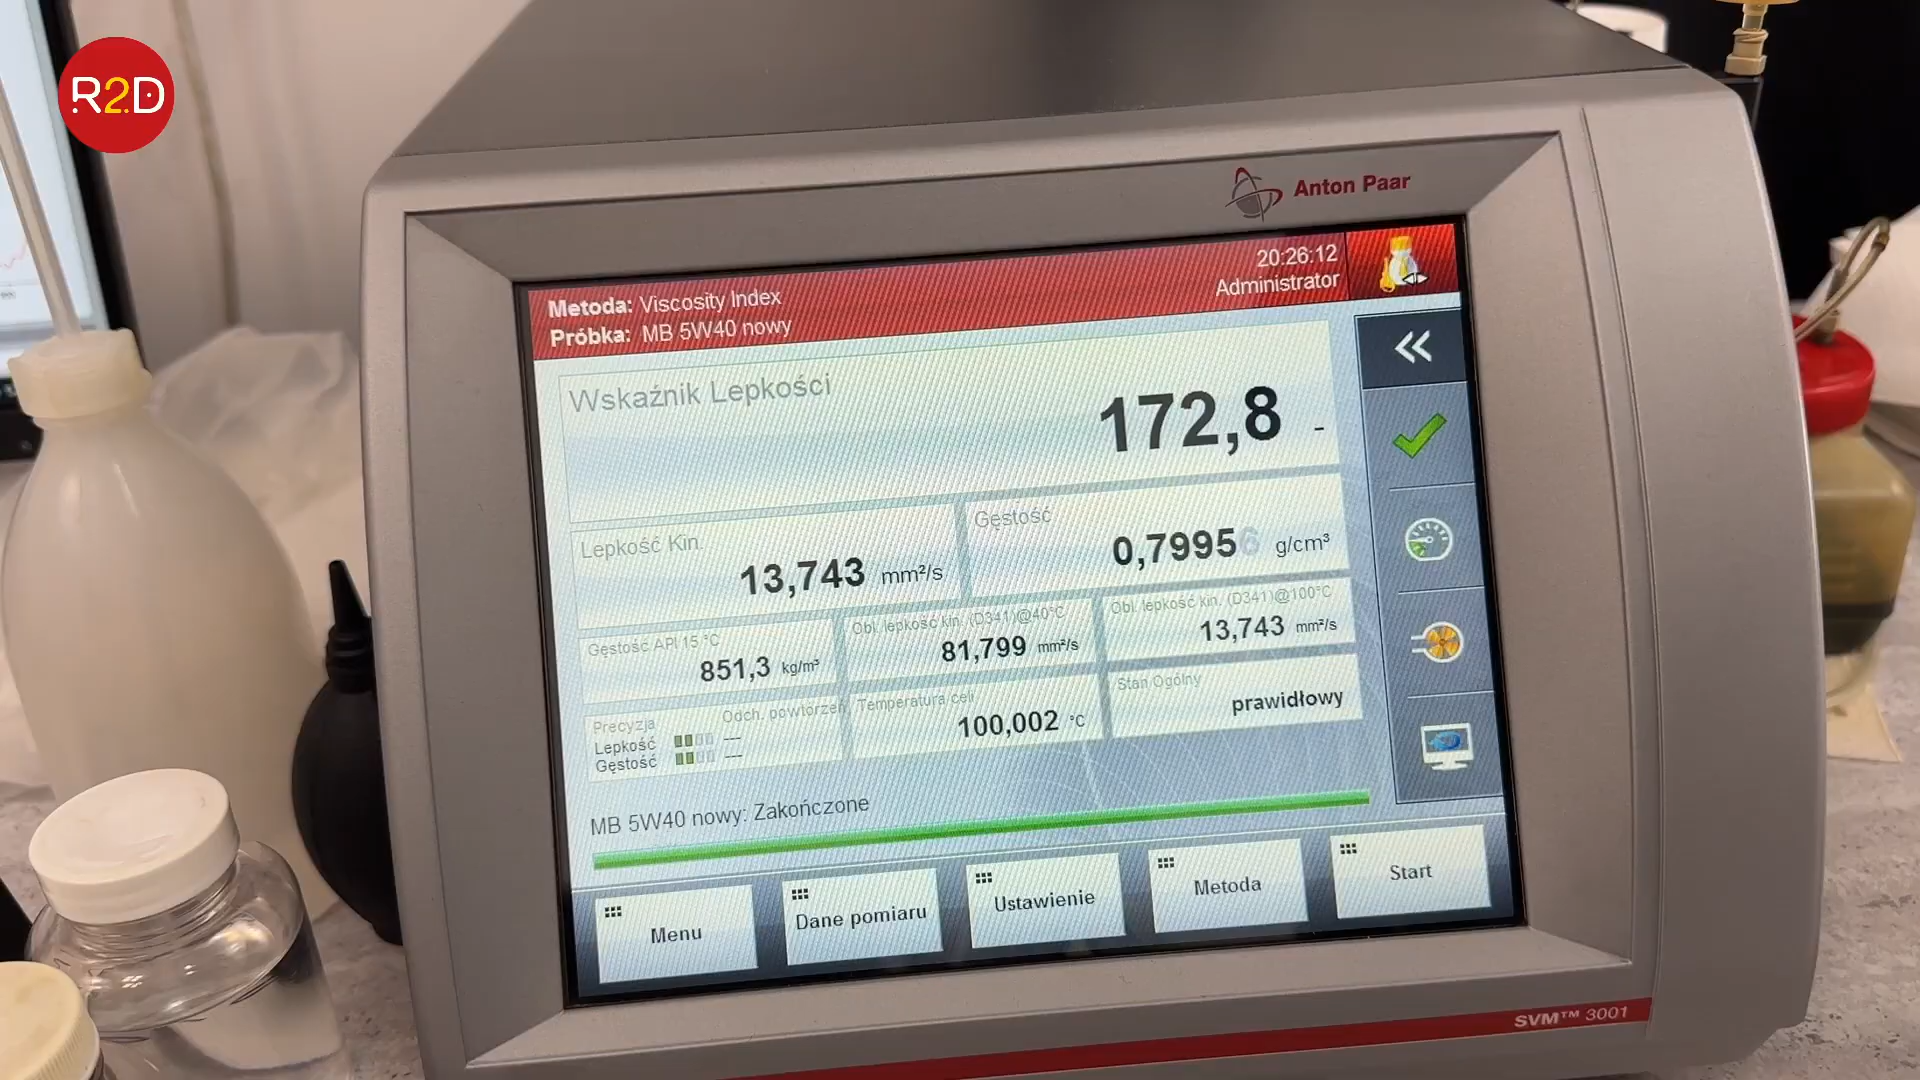 R2D
Anton Paar
Metoda: Viscosity Index
Próbka: MB 5W40 nowy
20:26:12
Administrator
Wskaźnik Lepkości
172,8 -
Lepkość Kin.
13,743 mm²/s
Gęstość
0,79956 g/cm³
Gęstość API 15 °C
851,3 kg/m³
Obl. lepkość kin. (D341)@40°C
81,799 mm²/s
Obl. lepkość kin. (D341)@100°C
13,743 mm²/s
Precyzja Odch. powtórzeń
Lepkość ---
Gęstość ---
Temperatura celi
100,002 °C
Stan Ogólny
prawidłowy
MB 5W40 nowy: Zakończone
Menu
Dane pomiaru
Ustawienie
Metoda
Start
SVM™ 3001